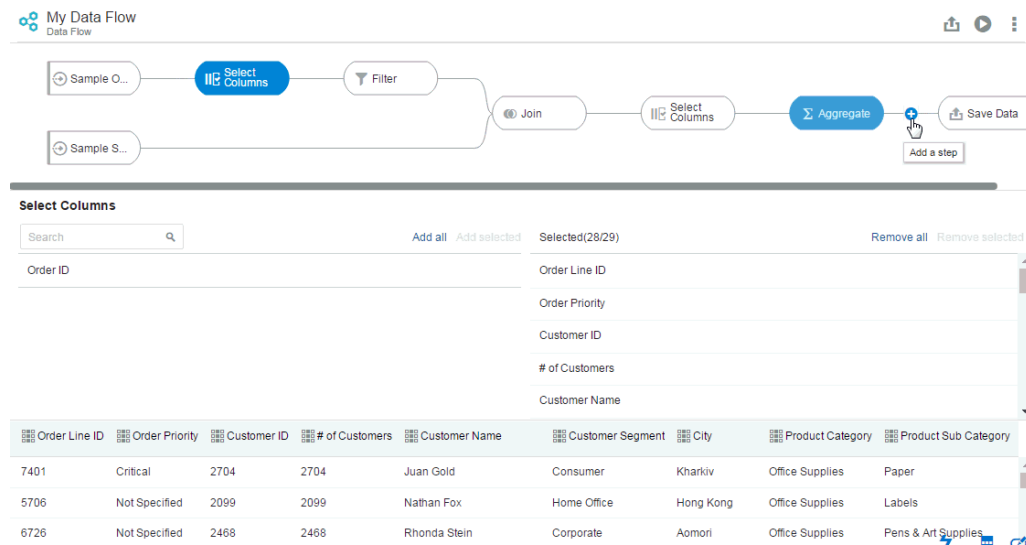 My Data Flow
Data Flow
Sample O...
Select
Columns
Filter
Join
Select
Columns
Aggregate
Save Data
Sample S...
Add a step
Select Columns
Search
Add all Add selected
Selected(28/29)
Remove all Remove selected
Order ID
Order Line ID
Order Priority
Customer ID
# of Customers
Customer Name
Order Line ID Order Priority Customer ID # of Customers Customer Name Customer Segment City Product Category Product Sub Category
7401 Critical 2704 2704 Juan Gold Consumer Kharkiv Office Supplies Paper
5706 Not Specified 2099 2099 Nathan Fox Home Office Hong Kong Office Supplies Labels
6726 Not Specified 2468 2468 Rhonda Stein Corporate Aomori Office Supplies Pens & Art Supplies